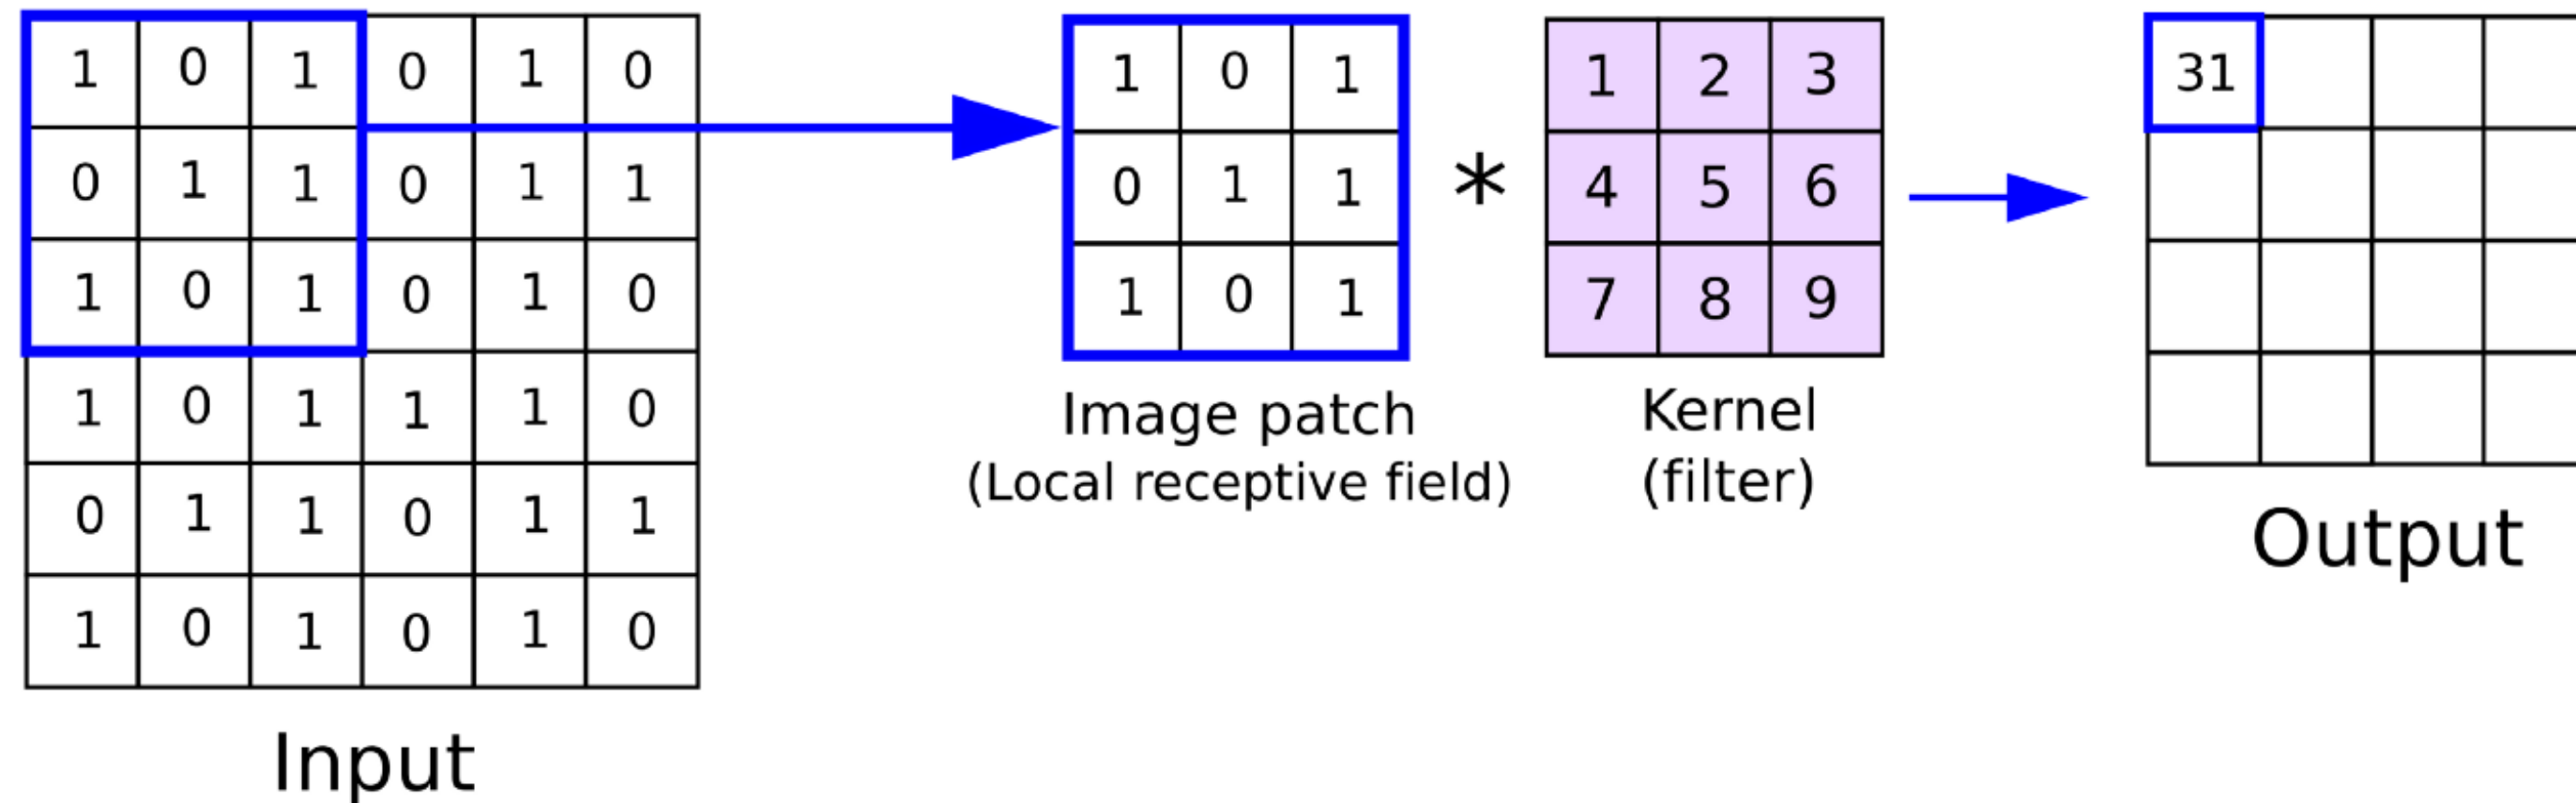 1 0 1 0 1 0
0 1 1 0 1 1
1 0 1 0 1 0
1 0 1 1 1 0
0 1 1 0 1 1
1 0 1 0 1 0
Input
1 0 1
0 1 1
1 0 1
Image patch
(Local receptive field)
*
1 2 3
4 5 6
7 8 9
Kernel
(filter)
31
Output